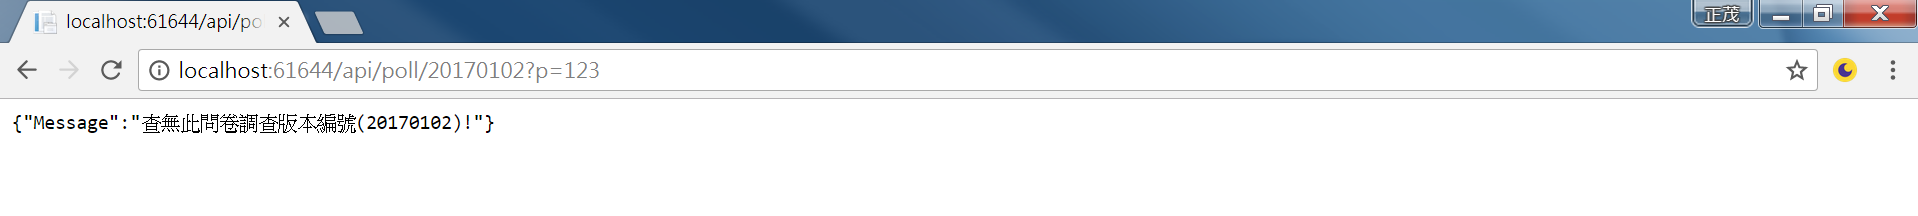 localhost:61644/api/po
正茂
localhost:61644/api/poll/20170102?p=123
{"Message":"查無此問卷調查版本編號(20170102)!"}